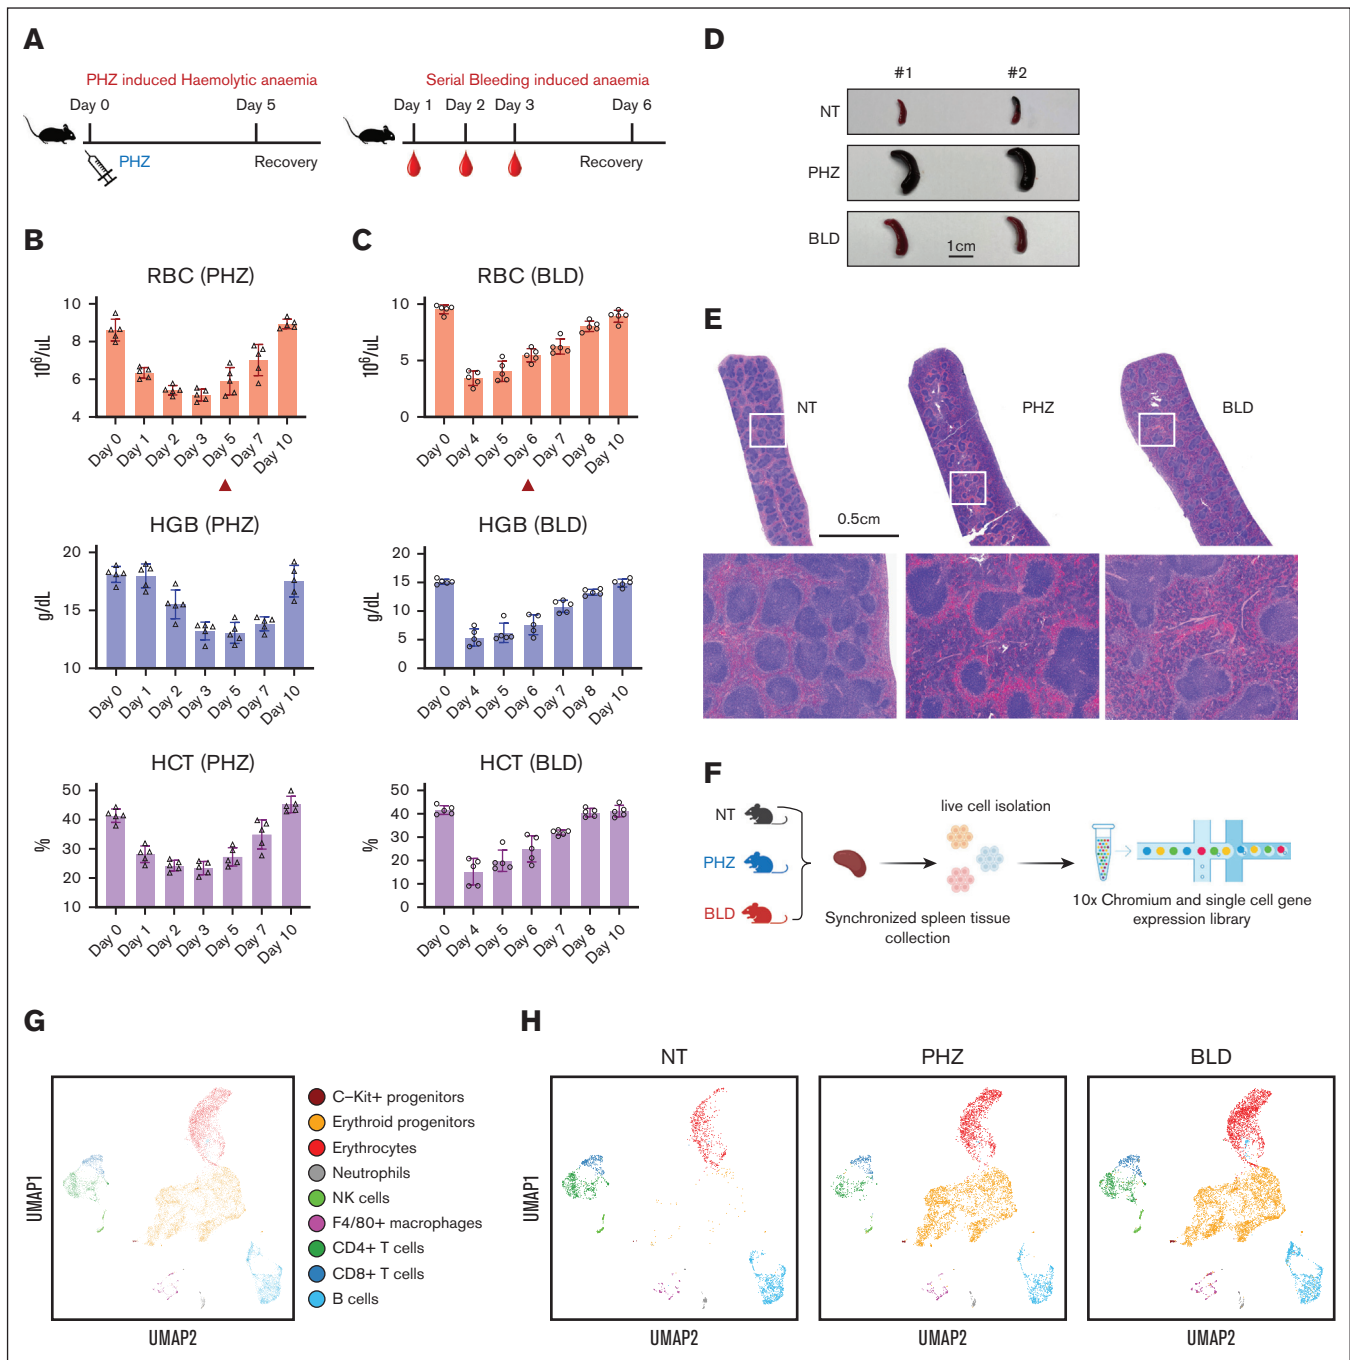 A
PHZ induced Haemolytic anaemia
Day 0
Day 5
PHZ
Recovery
Serial Bleeding induced anaemia
Day 1
Day 2
Day 3
Day 6
Recovery
B
RBC (PHZ)
10⁶/uL
10
8
6
4
Day 0
Day 1
Day 2
Day 3
Day 5
Day 7
Day 10
HGB (PHZ)
g/dL
20
15
10
Day 0
Day 1
Day 2
Day 3
Day 5
Day 7
Day 10
HCT (PHZ)
%
50
40
30
20
10
Day 0
Day 1
Day 2
Day 3
Day 5
Day 7
Day 10
C
RBC (BLD)
10⁶/uL
10
5
0
Day 0
Day 4
Day 5
Day 6
Day 7
Day 8
Day 10
HGB (BLD)
g/dL
20
15
10
5
0
Day 0
Day 4
Day 5
Day 6
Day 7
Day 8
Day 10
HCT (BLD)
%
50
40
30
20
10
0
Day 0
Day 4
Day 5
Day 6
Day 7
Day 8
Day 10
D
#1
#2
NT
PHZ
BLD
1cm
E
NT
PHZ
BLD
0.5cm
F
NT
PHZ
BLD
Synchronized spleen tissue
collection
live cell isolation
10x Chromium and single cell gene
expression library
G
UMAP1
UMAP2
C–Kit+ progenitors
Erythroid progenitors
Erythrocytes
Neutrophils
NK cells
F4/80+ macrophages
CD4+ T cells
CD8+ T cells
B cells
H
NT
PHZ
BLD
UMAP1
UMAP2
UMAP2
UMAP2